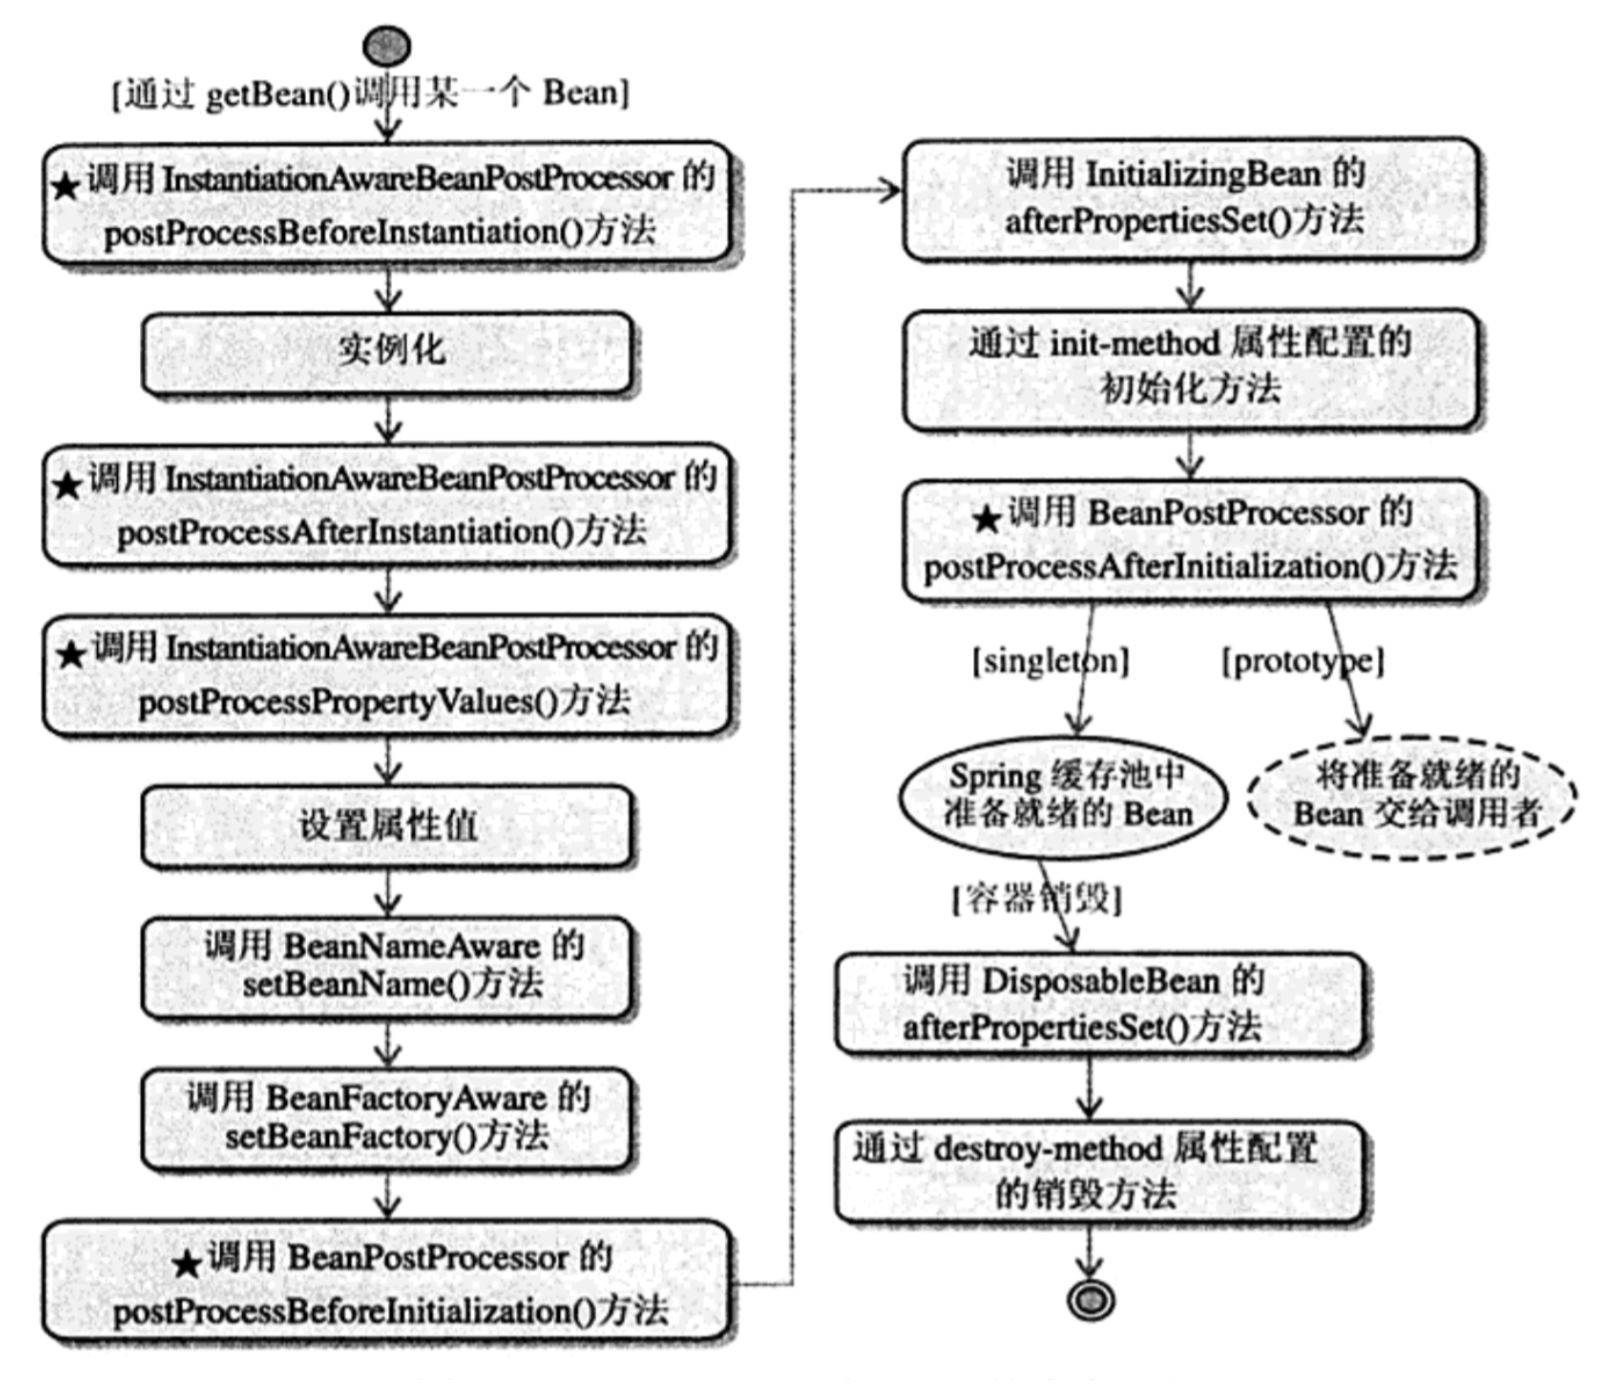 [通过 getBean()调用某一个 Bean]
★调用 InstantiationAwareBeanPostProcessor 的
postProcessBeforeInstantiation()方法
实例化
★调用 InstantiationAwareBeanPostProcessor 的
postProcessAfterInstantiation()方法
★调用 InstantiationAwareBeanPostProcessor 的
postProcessPropertyValues()方法
设置属性值
调用 BeanNameAware 的
setBeanName()方法
调用 BeanFactoryAware 的
setBeanFactory()方法
★调用 BeanPostProcessor 的
postProcessBeforeInitialization()方法
调用 InitializingBean 的
afterPropertiesSet()方法
通过 init-method 属性配置的
初始化方法
★调用 BeanPostProcessor 的
postProcessAfterInitialization()方法
[singleton]
[prototype]
Spring 缓存池中
准备就绪的 Bean
将准备就绪的
Bean 交给调用者
[容器销毁]
调用 DisposableBean 的
afterPropertiesSet()方法
通过 destroy-method 属性配置
的销毁方法